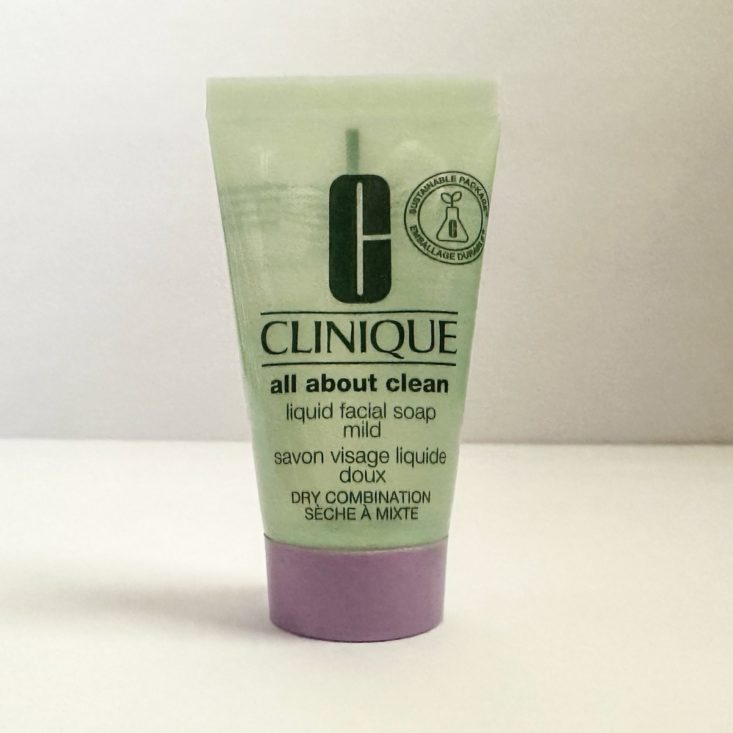 SUSTAINABLE PACKAGE
EMBALLAGE
CLINIQUE
all about clean
liquid facial soap
mild
savon visage liquide
doux
DRY COMBINATION
SÈCHE À MIXTE